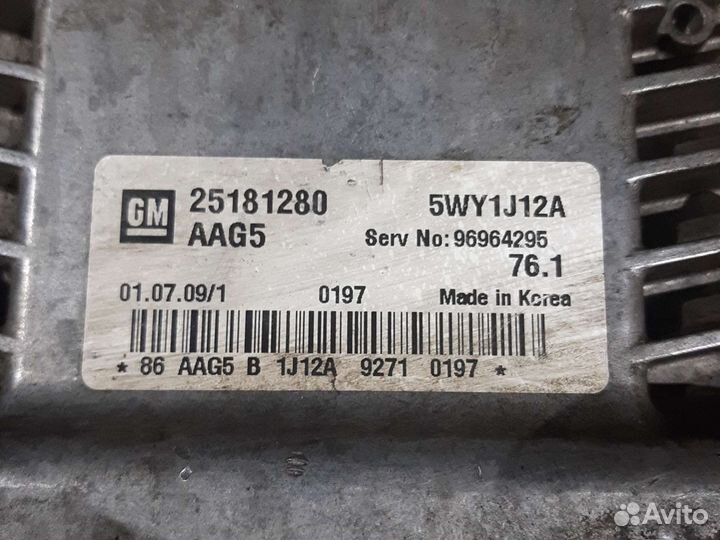 GM 25181280 5WY1J12A
AAG5 Serv No: 96964295
76.1
01.07.09/1 0197 Made in Korea
* 86 AAG5 B 1J12A 9271 0197 *
Avito